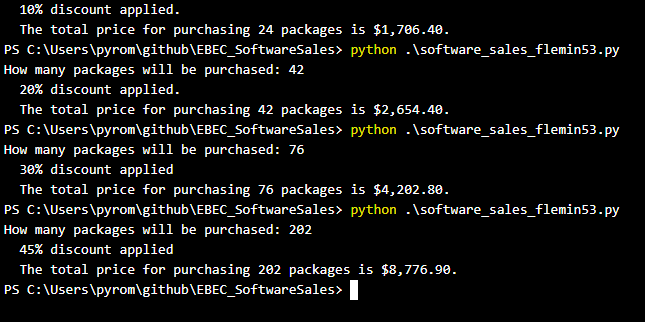 10% discount applied.
The total price for purchasing 24 packages is $1,706.40.
PS C:\Users\pyrom\github\EBEC_SoftwareSales> python .\software_sales_flemin53.py
How many packages will be purchased: 42
20% discount applied.
The total price for purchasing 42 packages is $2,654.40.
PS C:\Users\pyrom\github\EBEC_SoftwareSales> python .\software_sales_flemin53.py
How many packages will be purchased: 76
30% discount applied
The total price for purchasing 76 packages is $4,202.80.
PS C:\Users\pyrom\github\EBEC_SoftwareSales> python .\software_sales_flemin53.py
How many packages will be purchased: 202
45% discount applied
The total price for purchasing 202 packages is $8,776.90.
PS C:\Users\pyrom\github\EBEC_SoftwareSales>